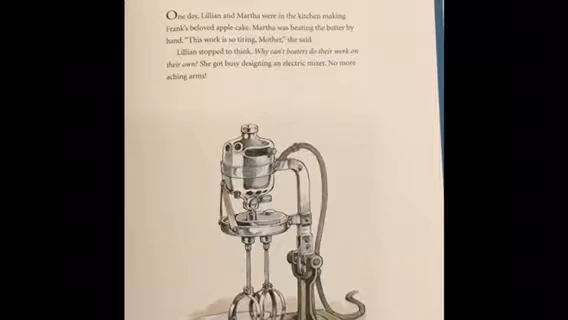 One day, Lillian and Martha were in the kitchen making
Frank's beloved apple cake. Martha was beating the batter by
hand. "This work is so tiring, Mother," she said.
Lillian stopped to think. Why can't beaters do their work on
their own? She got busy designing an electric mixer. No more
aching arms!